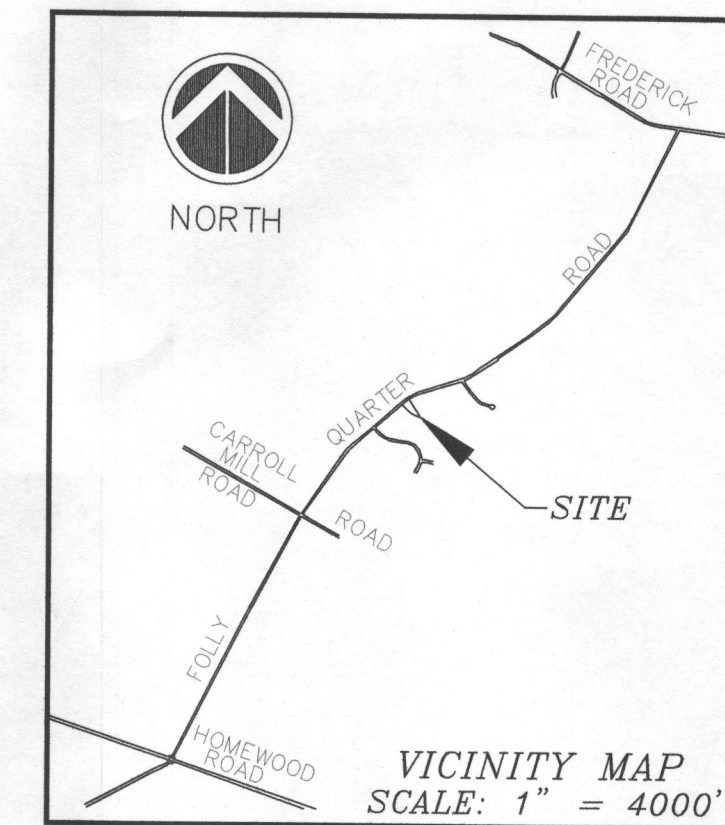 FREDERICK
ROAD
NORTH
ROAD
QUARTER
CARROLL
MILL
ROAD
ROAD
SITE
FOLLY
HOMEWOOD
ROAD
VICINITY MAP
SCALE: 1" = 4000'